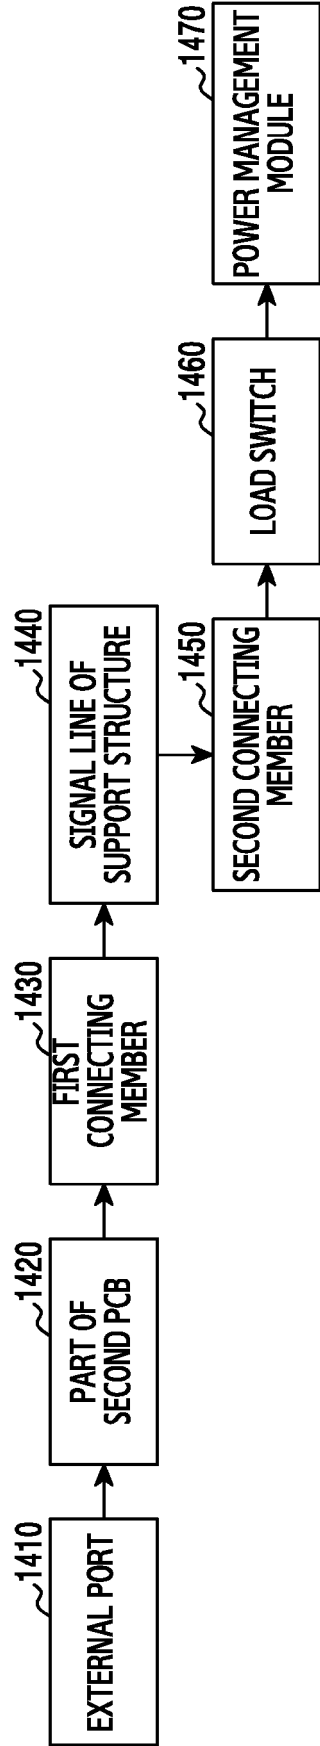 1410
EXTERNAL PORT
1420
PART OF
SECOND PCB
1430
FIRST
CONNECTING
MEMBER
1440
SIGNAL LINE OF
SUPPORT STRUCTURE
1450
SECOND CONNECTING
MEMBER
1460
LOAD SWITCH
1470
POWER MANAGEMENT
MODULE